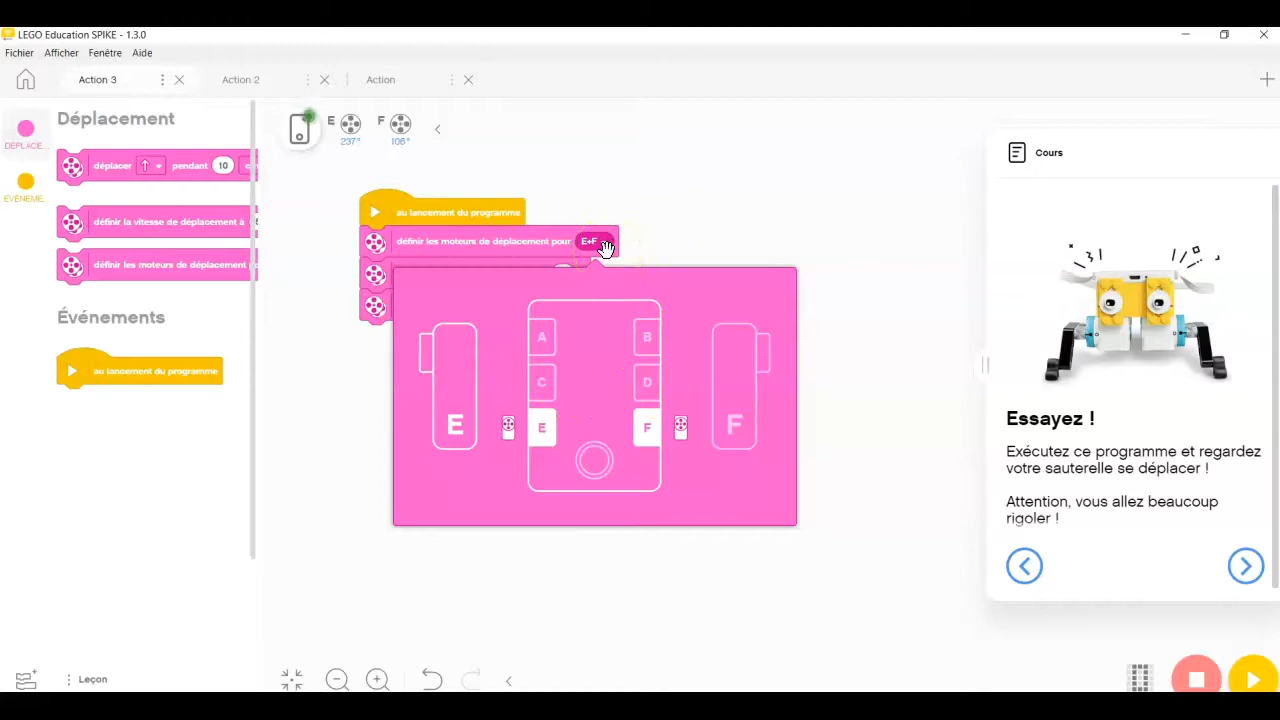 LEGO Education SPIKE - 1.3.0
Fichier Afficher Fenêtre Aide
Action 3
Action 2
Action
DÉPLACE...
ÉVÉNEME...
Déplacement
déplacer pendant 10
définir la vitesse de déplacement à
définir les moteurs de déplacement
Événements
au lancement du programme
E 237°
F 106°
au lancement du programme
définir les moteurs de déplacement pour E+F
A B
C D
E E F F
Cours
Essayez !
Exécutez ce programme et regardez
votre sauterelle se déplacer !
Attention, vous allez beaucoup
rigoler !
Leçon